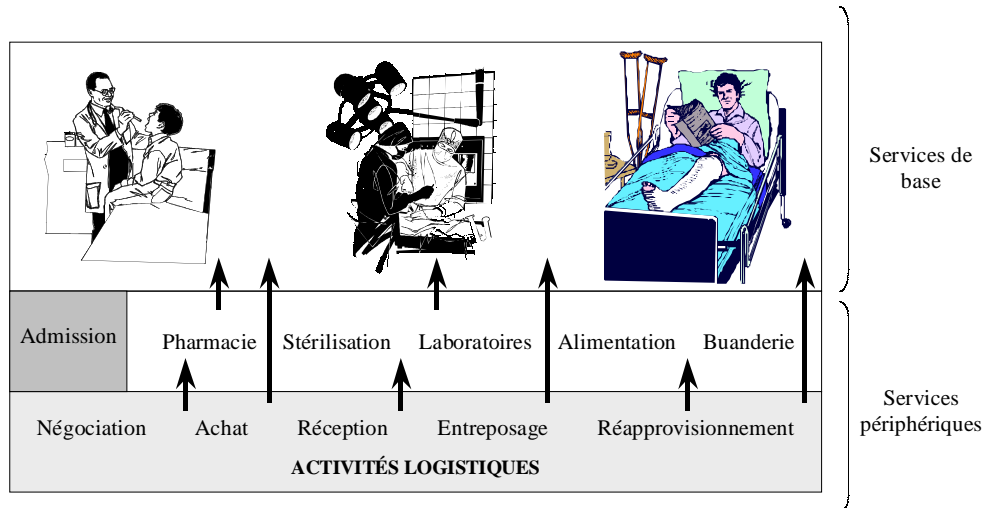 Services de
base
Admission
Pharmacie
Stérilisation
Laboratoires
Alimentation
Buanderie
Négociation
Achat
Réception
Entreposage
Réapprovisionnement
ACTIVITÉS LOGISTIQUES
Services
périphériques